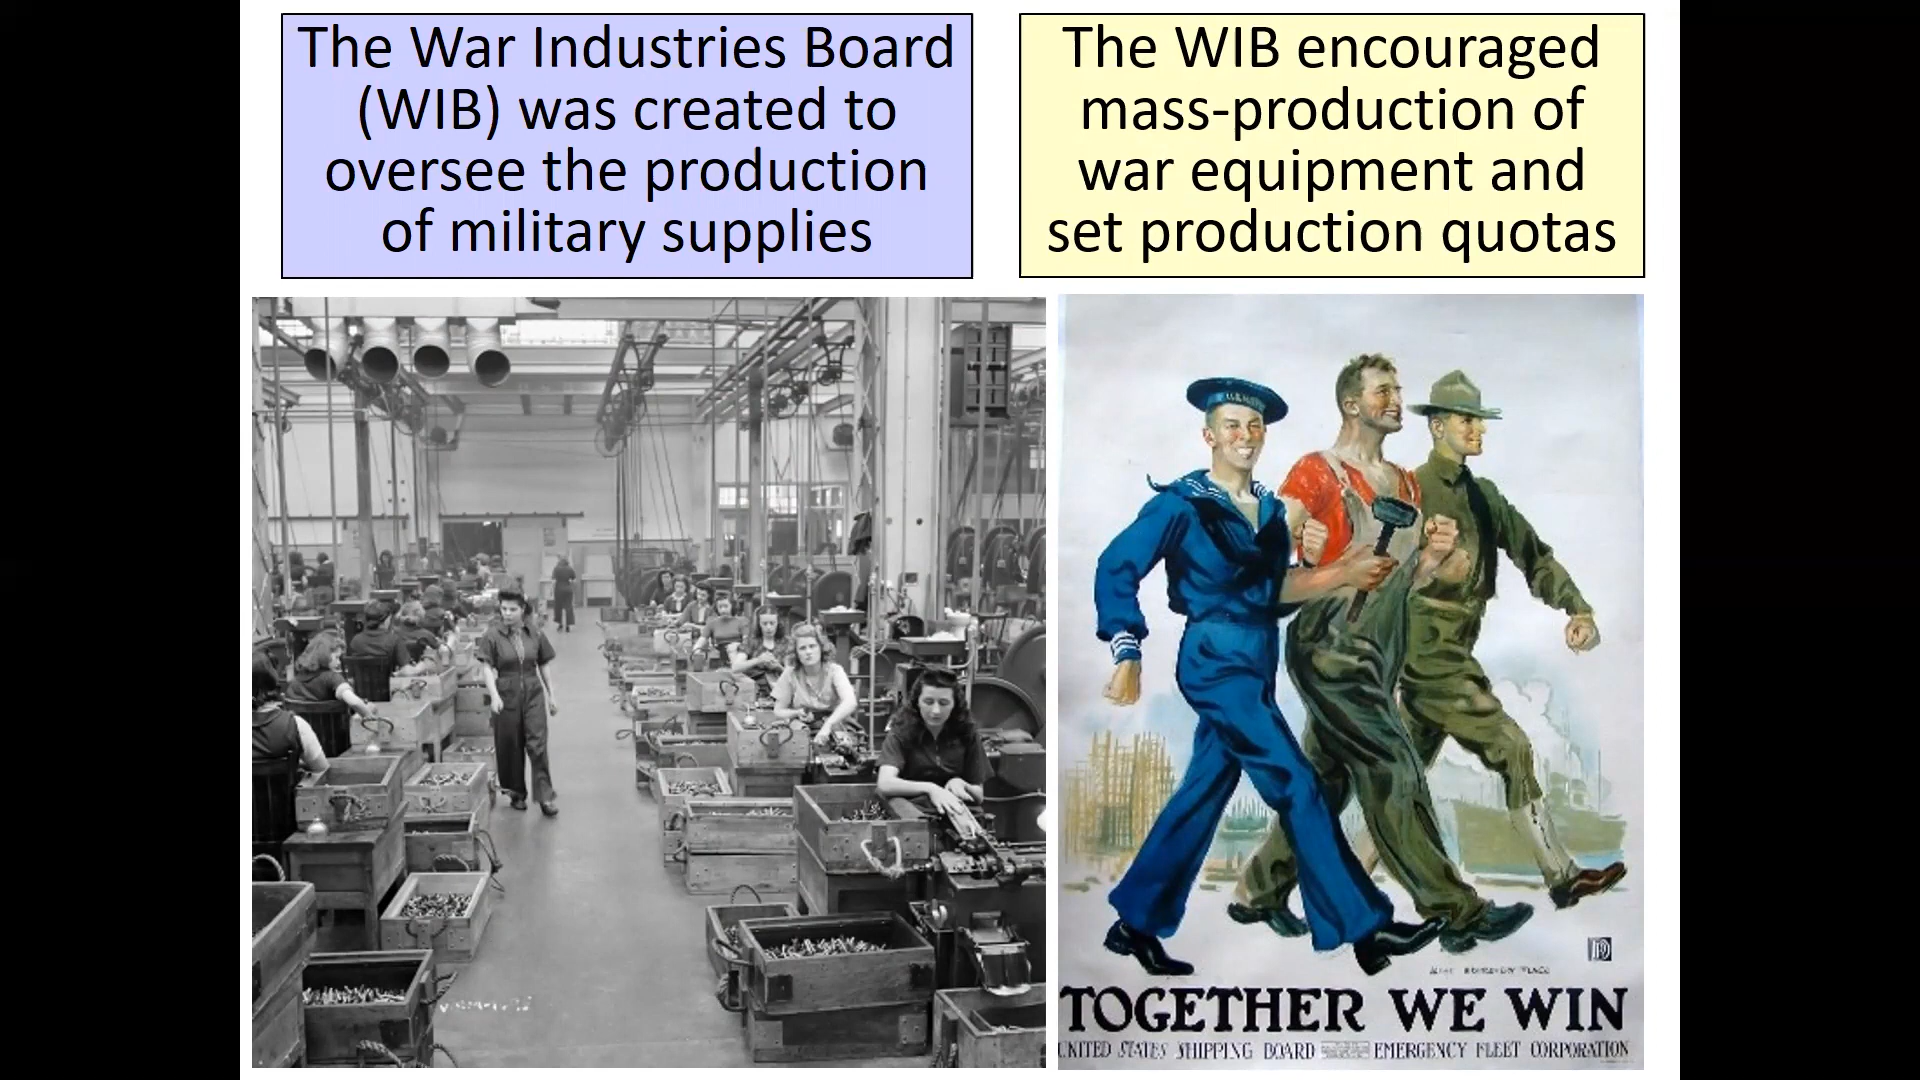 The War Industries Board
(WIB) was created to
oversee the production
of military supplies
The WIB encouraged
mass-production of
war equipment and
set production quotas
TOGETHER WE WIN
UNITED STATES SHIPPING BOARD EMERGENCY FLEET CORPORATION